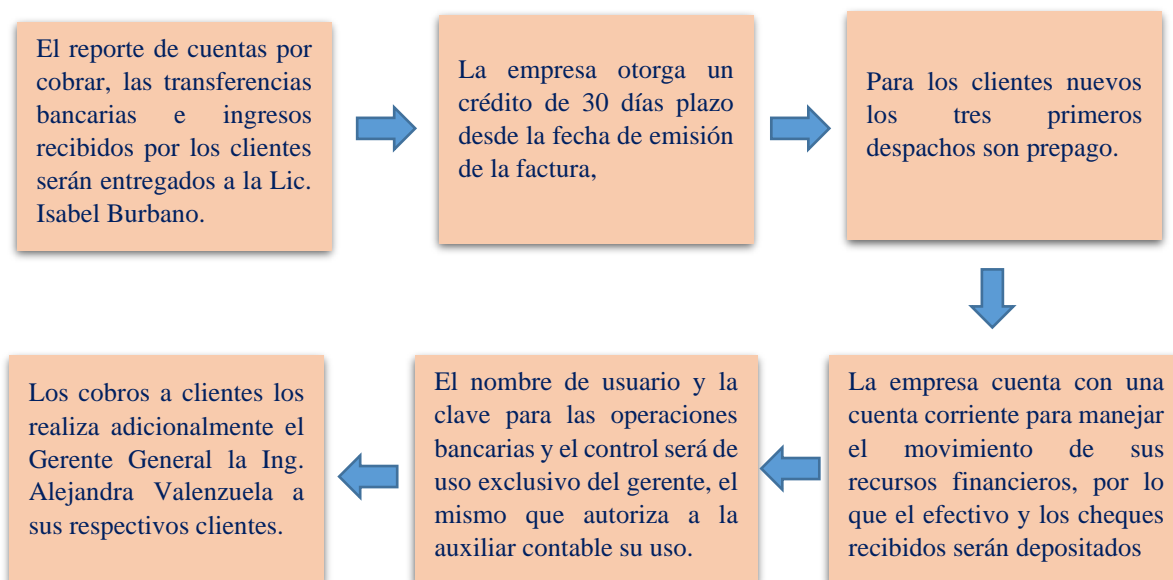 El reporte de cuentas por
cobrar, las transferencias
bancarias e ingresos
recibidos por los clientes
serán entregados a la Lic.
Isabel Burbano.
La empresa otorga un
crédito de 30 días plazo
desde la fecha de emisión
de la factura,
Para los clientes nuevos
los tres primeros
despachos son prepago.
La empresa cuenta con una
cuenta corriente para manejar
el movimiento de sus
recursos financieros, por lo
que el efectivo y los cheques
recibidos serán depositados
El nombre de usuario y la
clave para las operaciones
bancarias y el control será de
uso exclusivo del gerente, el
mismo que autoriza a la
auxiliar contable su uso.
Los cobros a clientes los
realiza adicionalmente el
Gerente General la Ing.
Alejandra Valenzuela a
sus respectivos clientes.